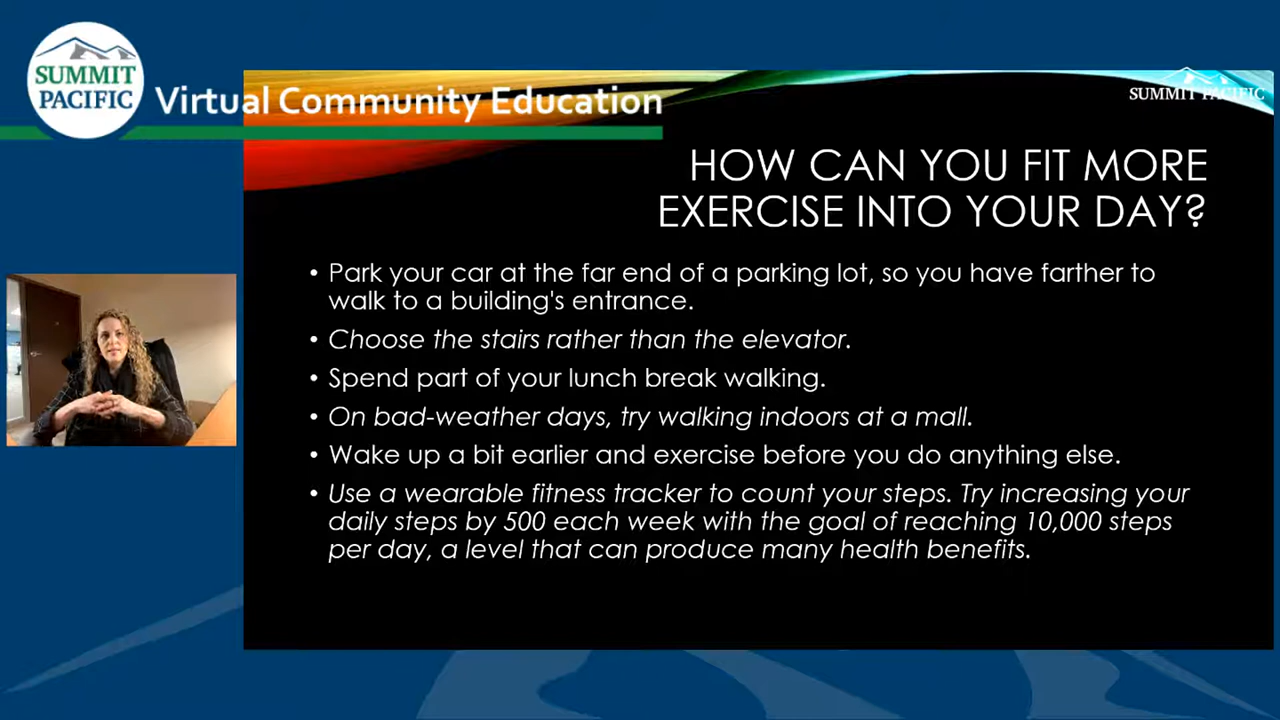 SUMMIT
PACIFIC
Virtual Community Education
SUMMIT PACIFIC
HOW CAN YOU FIT MORE
EXERCISE INTO YOUR DAY?
• Park your car at the far end of a parking lot, so you have farther to
walk to a building's entrance.
• Choose the stairs rather than the elevator.
• Spend part of your lunch break walking.
• On bad-weather days, try walking indoors at a mall.
• Wake up a bit earlier and exercise before you do anything else.
• Use a wearable fitness tracker to count your steps. Try increasing your
daily steps by 500 each week with the goal of reaching 10,000 steps
per day, a level that can produce many health benefits.